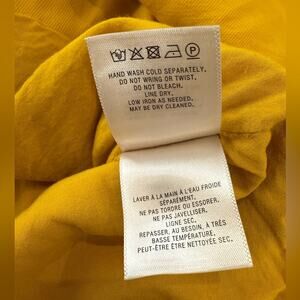 HAND WASH COLD SEPARATELY.
DO NOT WRING OR TWIST.
DO NOT BLEACH.
LINE DRY.
LOW IRON AS NEEDED.
MAY BE DRY CLEANED.
LAVER À LA MAIN À L'EAU FROIDE
SÉPARÉMENT.
NE PAS TORDRE OU ESSORER.
NE PAS JAVELLISER.
LIGNE SEC.
REPASSER, AU BESOIN, À TRÈS
BASSE TEMPÉRATURE.
PEUT-ÊTRE ÊTRE NETTOYÉE SEC.